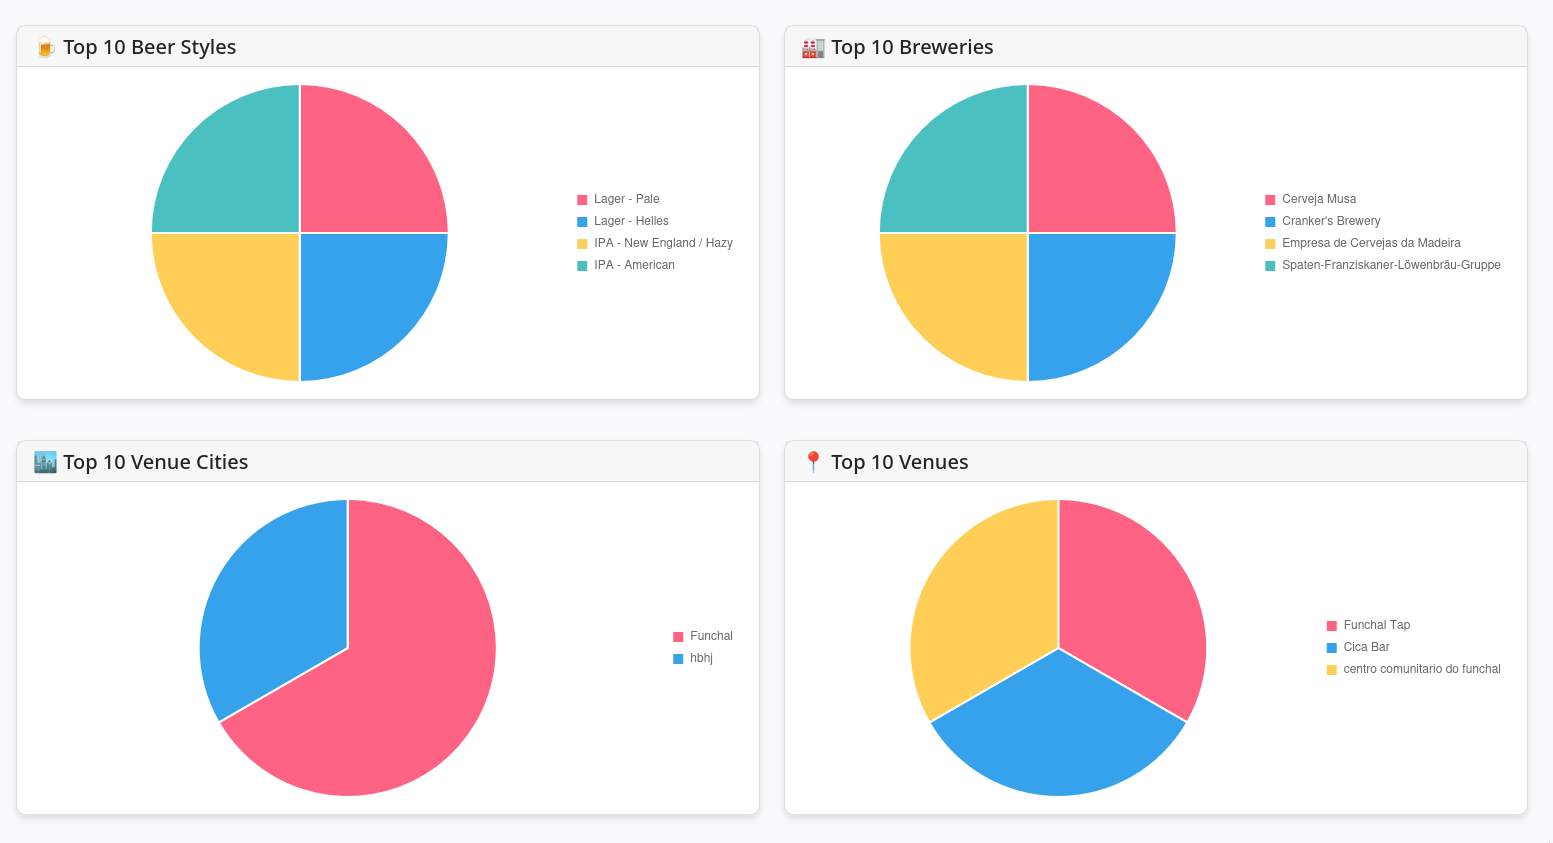 Top 10 Beer Styles
Lager - Pale
Lager - Helles
IPA - New England / Hazy
IPA - American
Top 10 Breweries
Cerveja Musa
Cranker's Brewery
Empresa de Cervejas da Madeira
Spaten-Franziskaner-Löwenbräu-Gruppe
Top 10 Venue Cities
Funchal
hbhj
Top 10 Venues
Funchal Tap
Cica Bar
centro comunitario do funchal